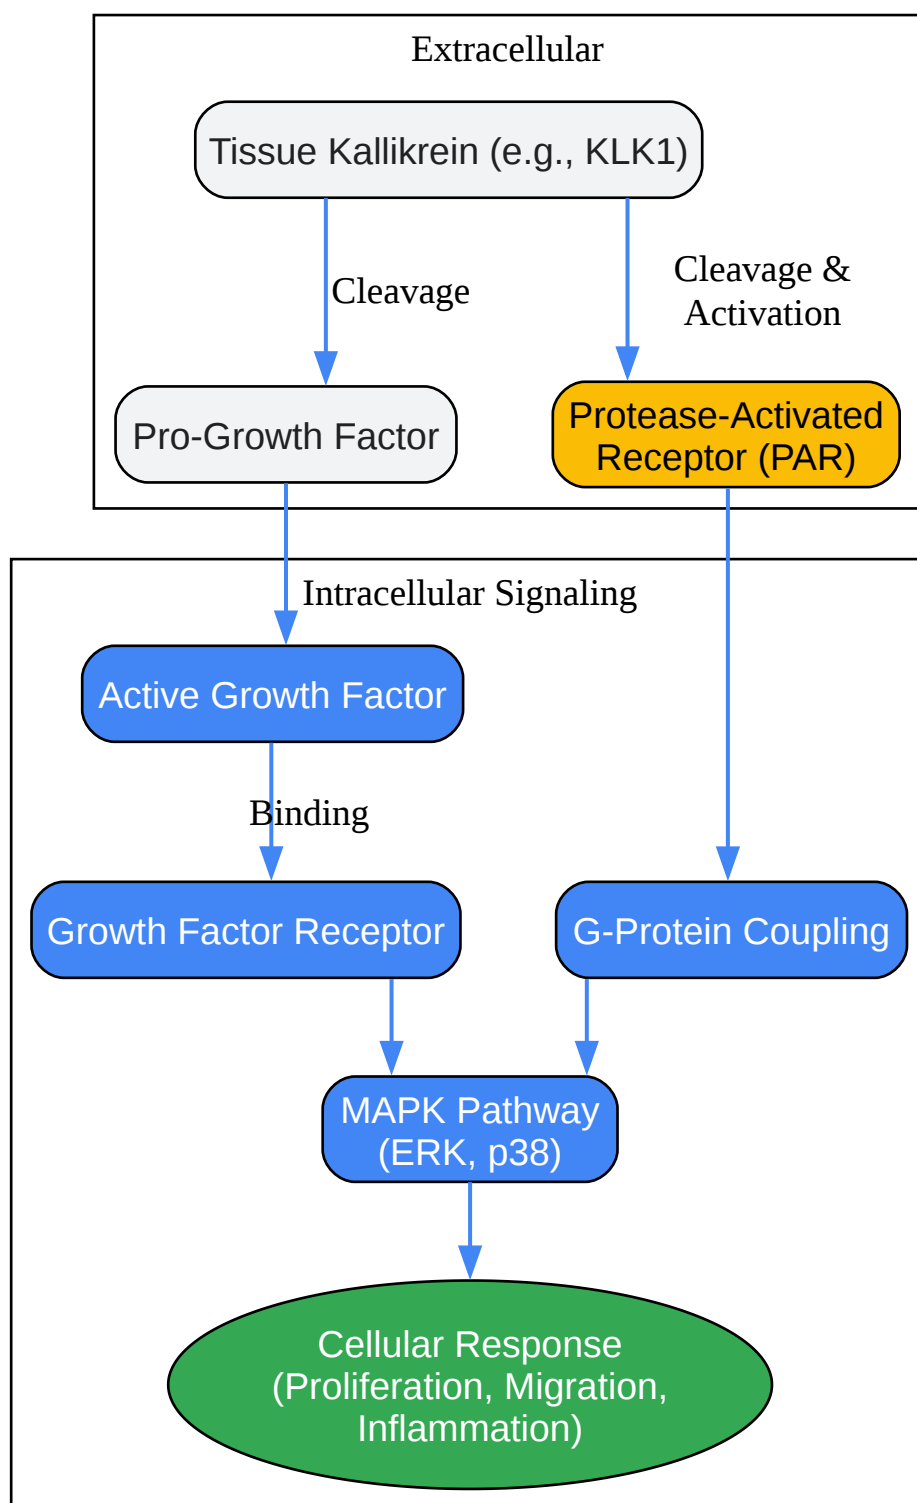 Extracellular
Tissue Kallikrein (e.g., KLK1)
Cleavage
Cleavage &
Activation
Pro-Growth Factor
Protease-Activated
Receptor (PAR)
Intracellular Signaling
Active Growth Factor
Binding
Growth Factor Receptor
G-Protein Coupling
MAPK Pathway
(ERK, p38)
Cellular Response
(Proliferation, Migration,
Inflammation)